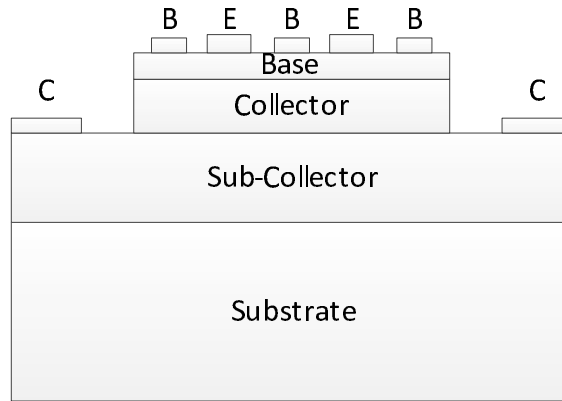 B E B E B
Base
C C
Collector
Sub-Collector
Substrate